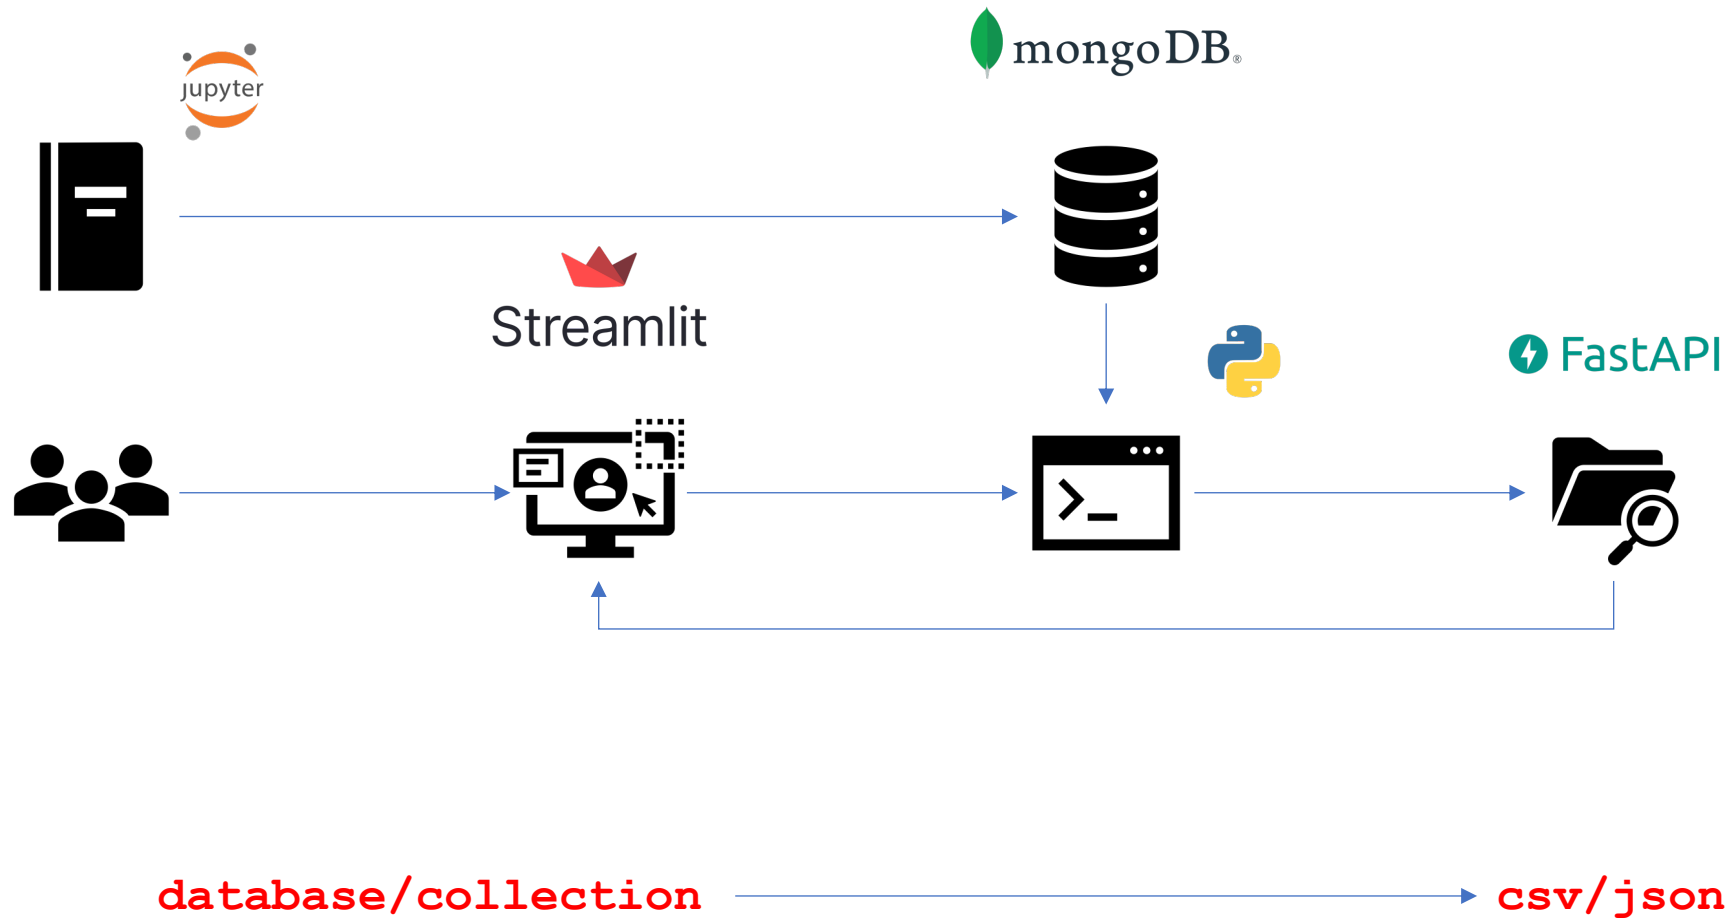 jupyter
mongoDB®
Streamlit
FastAPI
>_
database/collection
csv/json